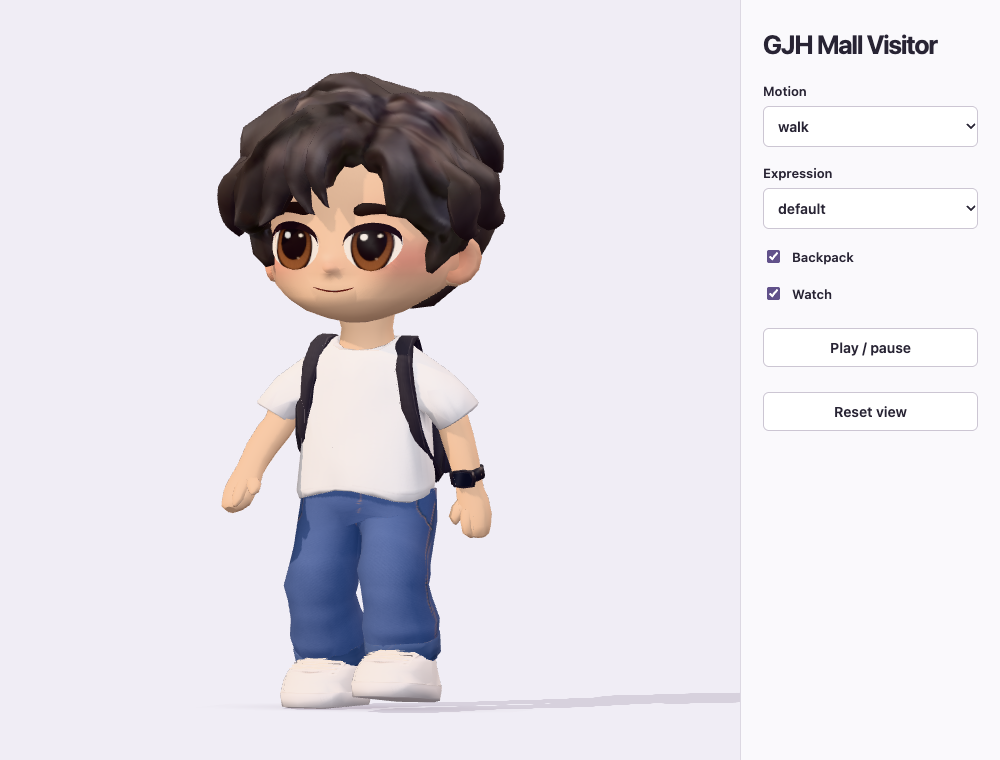 GJH Mall Visitor
Motion
walk
Expression
default
Backpack
Watch
Play / pause
Reset view